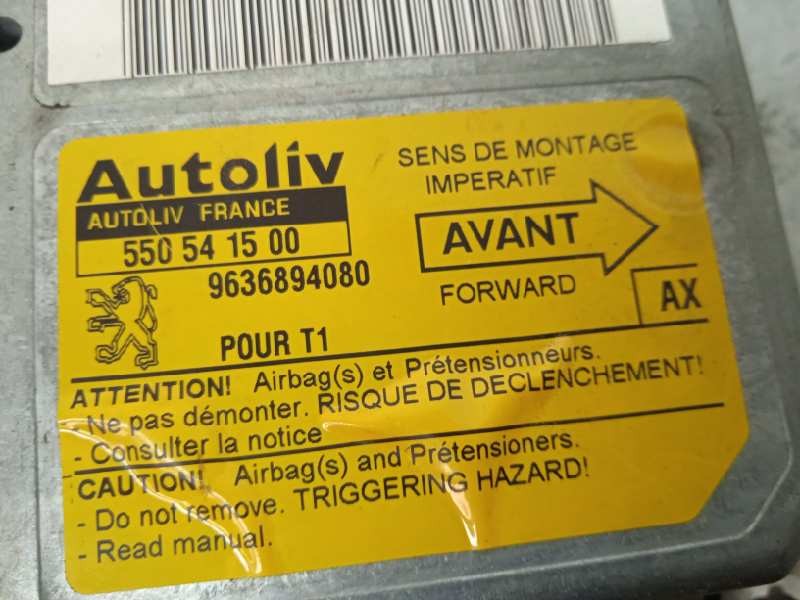 Autoliv
AUTOLIV FRANCE
550 54 15 00
9636894080
POUR T1
SENS DE MONTAGE
IMPERATIF
AVANT
FORWARD
AX
ATTENTION! Airbag(s) et Prétensionneurs.
- Ne pas démonter. RISQUE DE DECLENCHEMENT!
- Consulter la notice
CAUTION! Airbag(s) and Prétensioners.
- Do not remove. TRIGGERING HAZARD!
- Read manual.